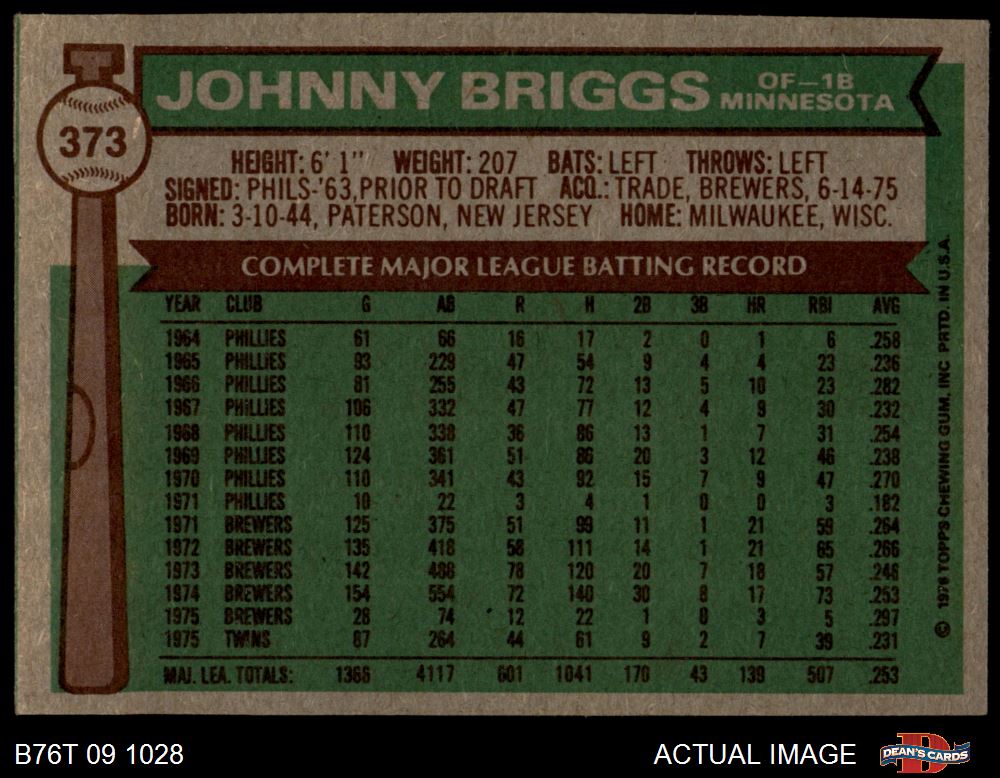 373
JOHNNY BRIGGS OF–1B MINNESOTA
HEIGHT: 6' 1" WEIGHT: 207 BATS: LEFT THROWS: LEFT
SIGNED: PHILS-'63, PRIOR TO DRAFT ACQ.: TRADE, BREWERS, 6-14-75
BORN: 3-10-44, PATERSON, NEW JERSEY HOME: MILWAUKEE, WISC.
COMPLETE MAJOR LEAGUE BATTING RECORD
YEAR CLUB G AB R H 2B 3B HR RBI AVG
1964 PHILLIES 61 66 16 17 2 0 1 6 .258
1965 PHILLIES 93 229 47 54 9 4 4 23 .236
1966 PHILLIES 81 255 43 72 13 5 10 23 .282
1967 PHILLIES 106 332 47 77 12 4 9 30 .232
1968 PHILLIES 110 338 36 86 13 1 7 31 .254
1969 PHILLIES 124 361 51 86 20 3 12 46 .238
1970 PHILLIES 110 341 43 92 15 7 9 47 .270
1971 PHILLIES 10 22 3 4 1 0 0 3 .182
1971 BREWERS 125 375 51 99 11 1 21 59 .264
1972 BREWERS 135 418 58 111 14 1 21 65 .266
1973 BREWERS 142 488 78 120 20 7 18 57 .246
1974 BREWERS 154 554 72 140 30 8 17 73 .253
1975 BREWERS 28 74 12 22 1 0 3 5 .297
1975 TWINS 87 264 44 61 9 2 7 39 .231
MAJ. LEA. TOTALS: 1366 4117 601 1041 170 43 139 507 .253
© 1976 TOPPS CHEWING GUM, INC PRTD. IN U.S.A.
B76T 09 1028 ACTUAL IMAGE
DEAN'S CARDS